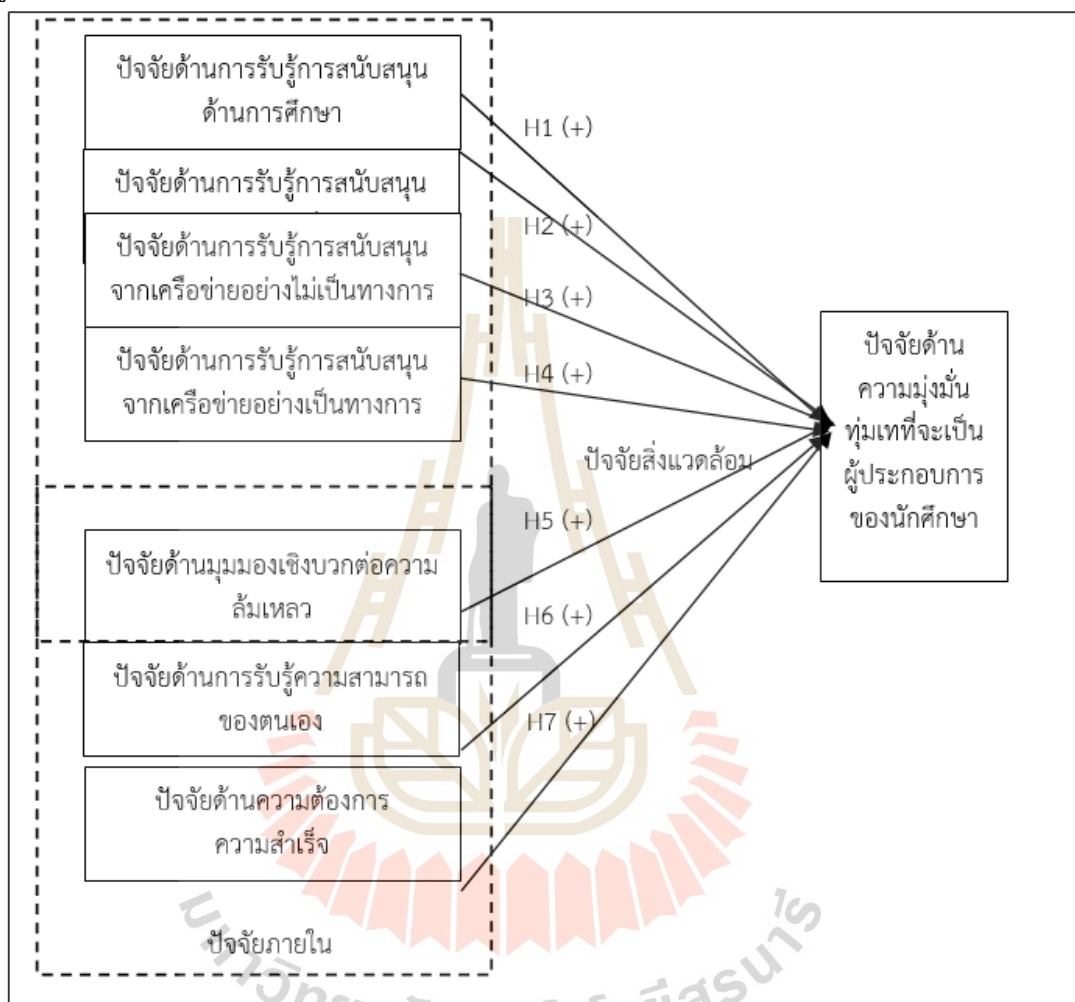 ปัจจัยด้านการรับรู้การสนับสนุน
ด้านการศึกษา
ปัจจัยด้านการรับรู้การสนับสนุน
ปัจจัยด้านการรับรู้การสนับสนุน
จากเครือข่ายอย่างไม่เป็นทางการ
ปัจจัยด้านการรับรู้การสนับสนุน
จากเครือข่ายอย่างเป็นทางการ
ปัจจัยด้านมุมมองเชิงบวกต่อความ
ล้มเหลว
ปัจจัยด้านการรับรู้ความสามารถ
ของตนเอง
ปัจจัยด้านความต้องการ
ความสำเร็จ
ปัจจัยภายใน
H1 (+)
H2 (+)
H3 (+)
H4 (+)
ปัจจัยสิ่งแวดล้อม
H5 (+)
H6 (+)
H7 (+)
ปัจจัยด้าน
ความมุ่งมั่น
ทุ่มเทที่จะเป็น
ผู้ประกอบการ
ของนักศึกษา